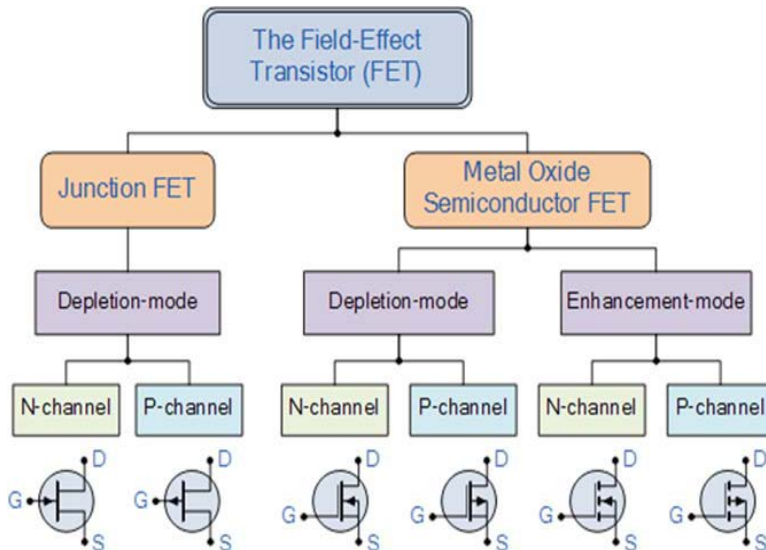 The Field-Effect
Transistor (FET)
Junction FET
Metal Oxide
Semiconductor FET
Depletion-mode
Depletion-mode
Enhancement-mode
N-channel
P-channel
N-channel
P-channel
N-channel
P-channel
D
D
D
D
D
D
G
G
G
G
G
G
S
S
S
S
S
S